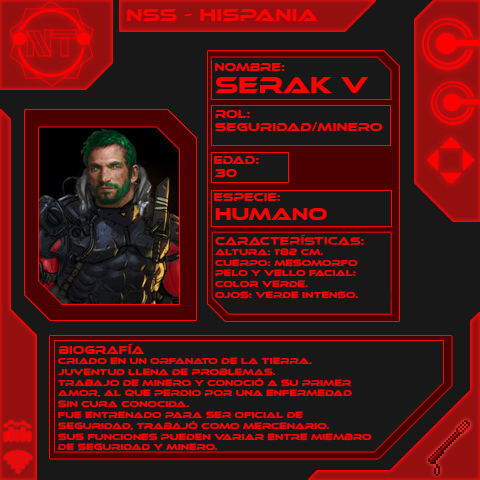 NT
NSS - HISPANIA
NOMBRE:
SERAK V
ROL:
SEGURIDAD/MINERO
EDAD:
30
ESPECIE:
HUMANO
CARACTERÍSTICAS:
ALTURA: 182 CM.
CUERPO: MESOMORFO
PELO Y VELLO FACIAL:
COLOR VERDE.
OJOS: VERDE INTENSO.
BIOGRAFÍA
CRIADO EN UN ORFANATO DE LA TIERRA.
JUVENTUD LLENA DE PROBLEMAS.
TRABAJO DE MINERO Y CONOCIÓ A SU PRIMER
AMOR, AL QUE PERDIO POR UNA ENFERMEDAD
SIN CURA CONOCIDA.
FUE ENTRENADO PARA SER OFICIAL DE
SEGURIDAD, TRABAJÓ COMO MERCENARIO.
SUS FUNCIONES PUEDEN VARIAR ENTRE MIEMBRO
DE SEGURIDAD Y MINERO.